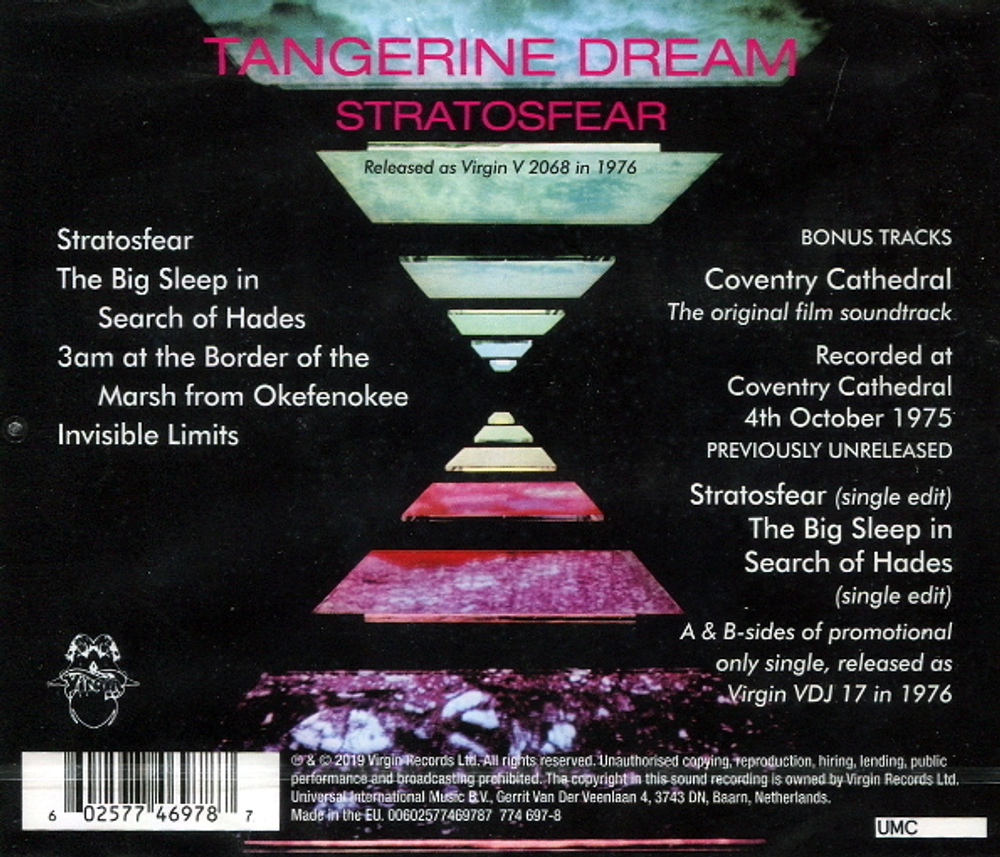 TANGERINE DREAM
STRATOSFEAR
Released as Virgin V 2068 in 1976
Stratosfear
The Big Sleep in
Search of Hades
3am at the Border of the
Marsh from Okefenokee
Invisible Limits
BONUS TRACKS
Coventry Cathedral
The original film soundtrack
Recorded at
Coventry Cathedral
4th October 1975
PREVIOUSLY UNRELEASED
Stratosfear (single edit)
The Big Sleep in
Search of Hades
(single edit)
A & B-sides of promotional
only single, released as
Virgin VDJ 17 in 1976
Virgin
6 02577 46978 7
℗ & © 2019 Virgin Records Ltd. All rights reserved. Unauthorised copying, reproduction, hiring, lending, public
performance and broadcasting prohibited. The copyright in this sound recording is owned by Virgin Records Ltd.
Universal International Music B.V., Gerrit Van Der Veenlaan 4, 3743 DN, Baarn, Netherlands.
Made in the EU. 00602577469787 774 697-8
UMC